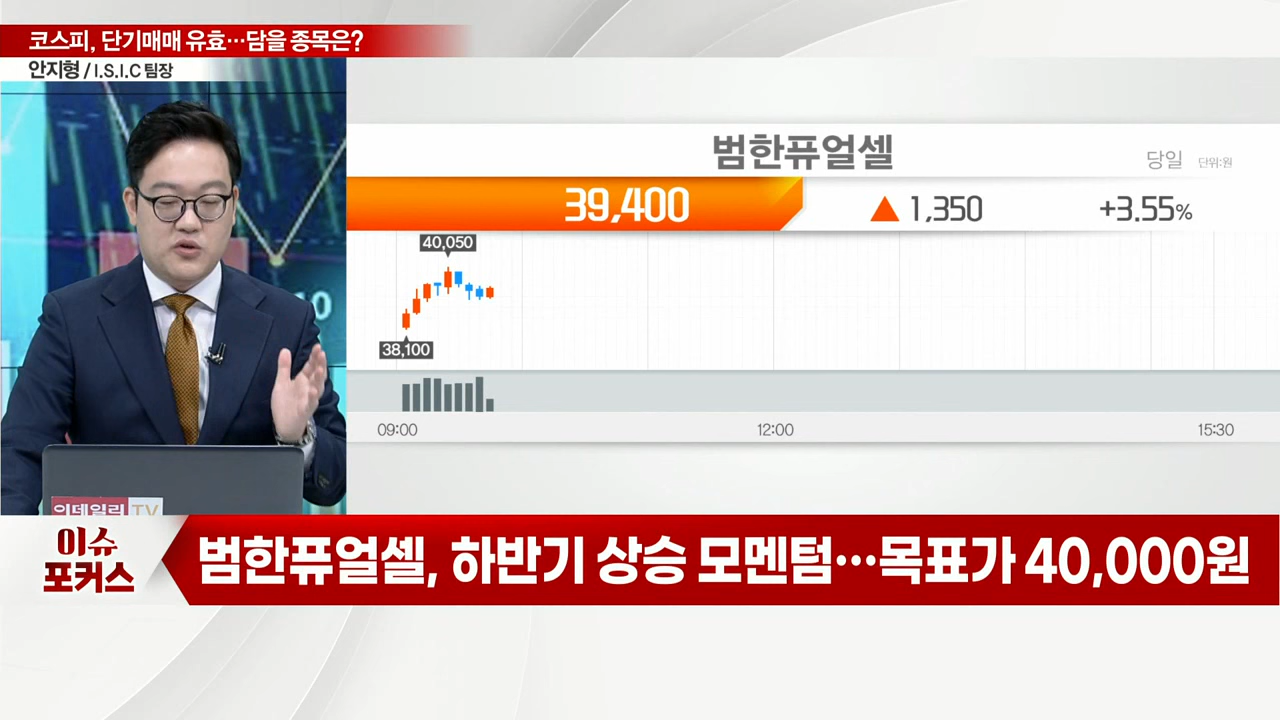 코스피, 단기매매 유효…담을 종목은?
안지형 / I.S.I.C 팀장
범한퓨얼셀
당일 단위:원
39,400 ▲ 1,350 +3.55%
40,050
38,100
09:00 12:00 15:30
10
이데일리 TV
이슈
포커스
범한퓨얼셀, 하반기 상승 모멘텀…목표가 40,000원